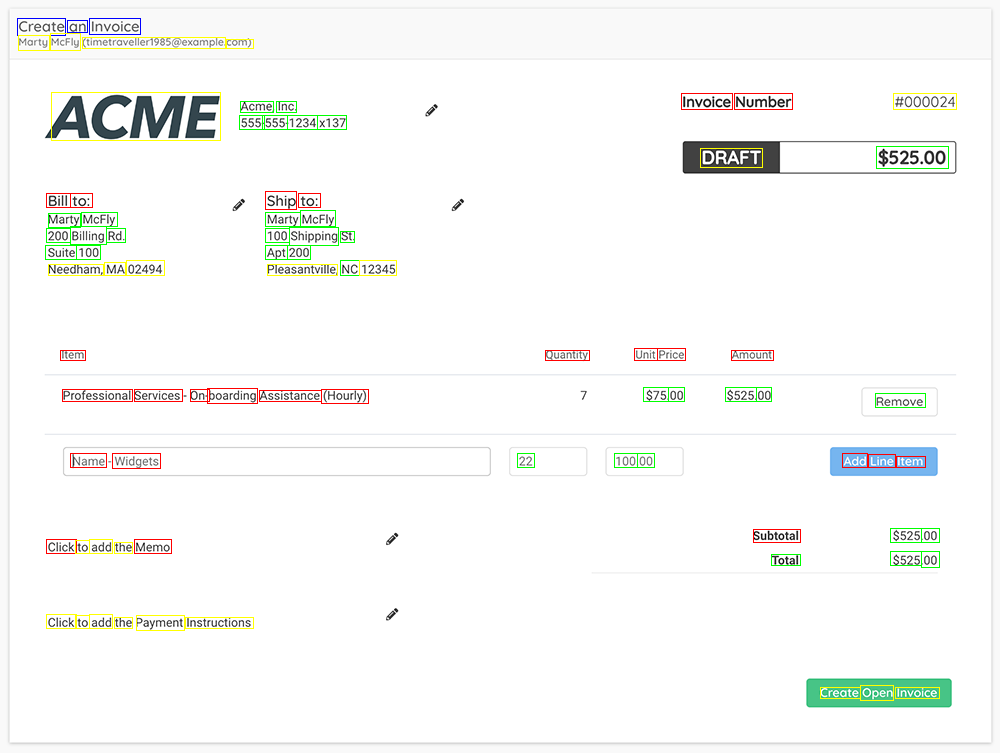 Create an Invoice
Marty McFly (timetraveller1985@example.com)
ACME
Acme Inc.
555-555-1234 x137
Invoice Number #000024
DRAFT $525.00
Bill to:
Marty McFly
200 Billing Rd.
Suite 100
Needham, MA 02494
Ship to:
Marty McFly
100 Shipping St.
Apt 200
Pleasantville, NC 12345
Item Quantity Unit Price Amount
Professional Services - On-boarding Assistance (Hourly) 7 $75.00 $525.00 Remove
Name - Widgets 22 100.00 Add Line Item
Click to add the Memo
Subtotal $525.00
Total $525.00
Click to add the Payment Instructions
Create Open Invoice